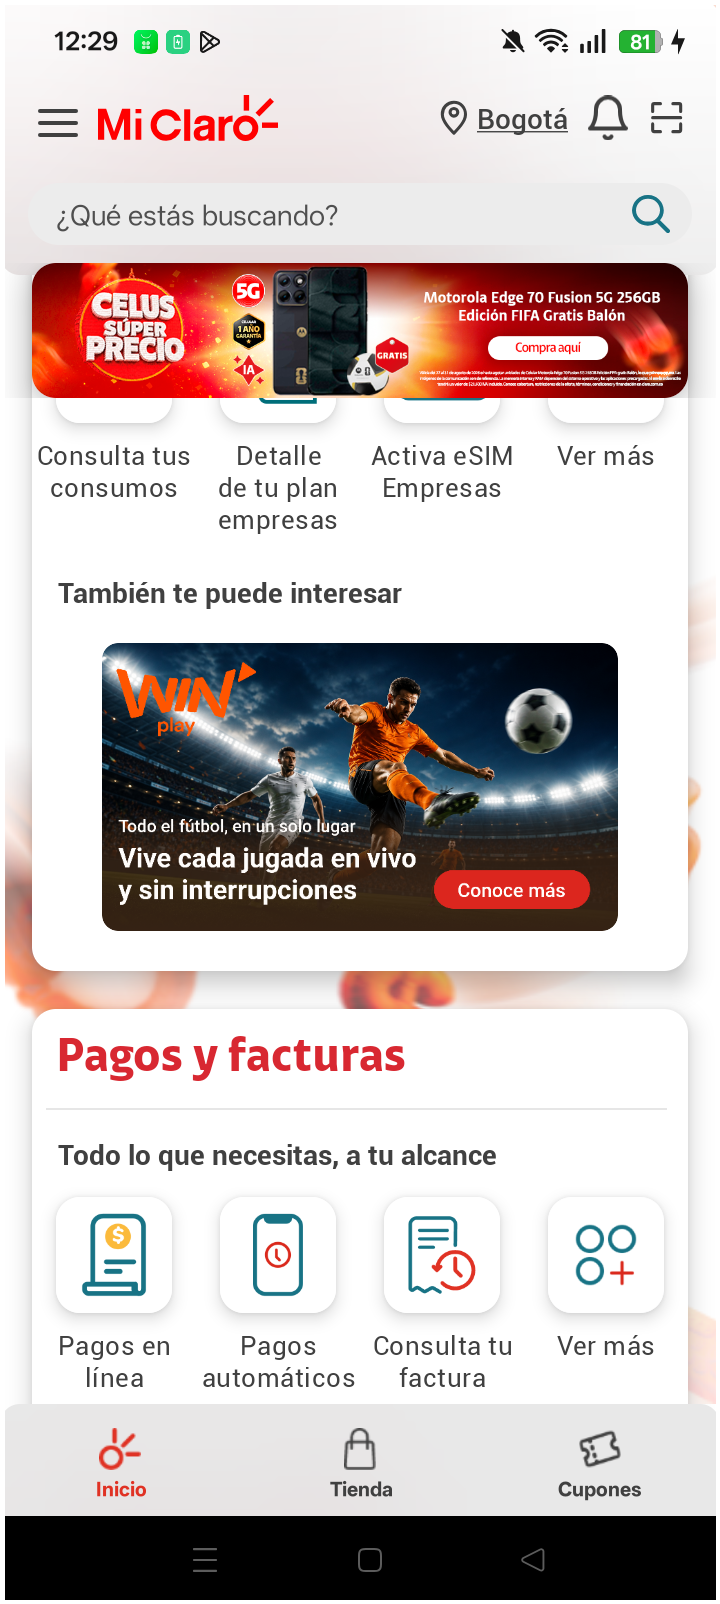 12:29
81
Mi Claro
Bogotá
¿Qué estás buscando?
CELUS
SÚPER
PRECIO
5G
1 AÑO
GARANTÍA
IA
GRATIS
Motorola Edge 70 Fusion 5G 256GB
Edición FIFA Gratis Balón
Compra aquí
Consulta tus
consumos
Detalle
de tu plan
empresas
Activa eSIM
Empresas
Ver más
También te puede interesar
WIN
play
Todo el fútbol, en un solo lugar
Vive cada jugada en vivo
y sin interrupciones
Conoce más
Pagos y facturas
Todo lo que necesitas, a tu alcance
Pagos en
línea
Pagos
automáticos
Consulta tu
factura
Ver más
Inicio
Tienda
Cupones